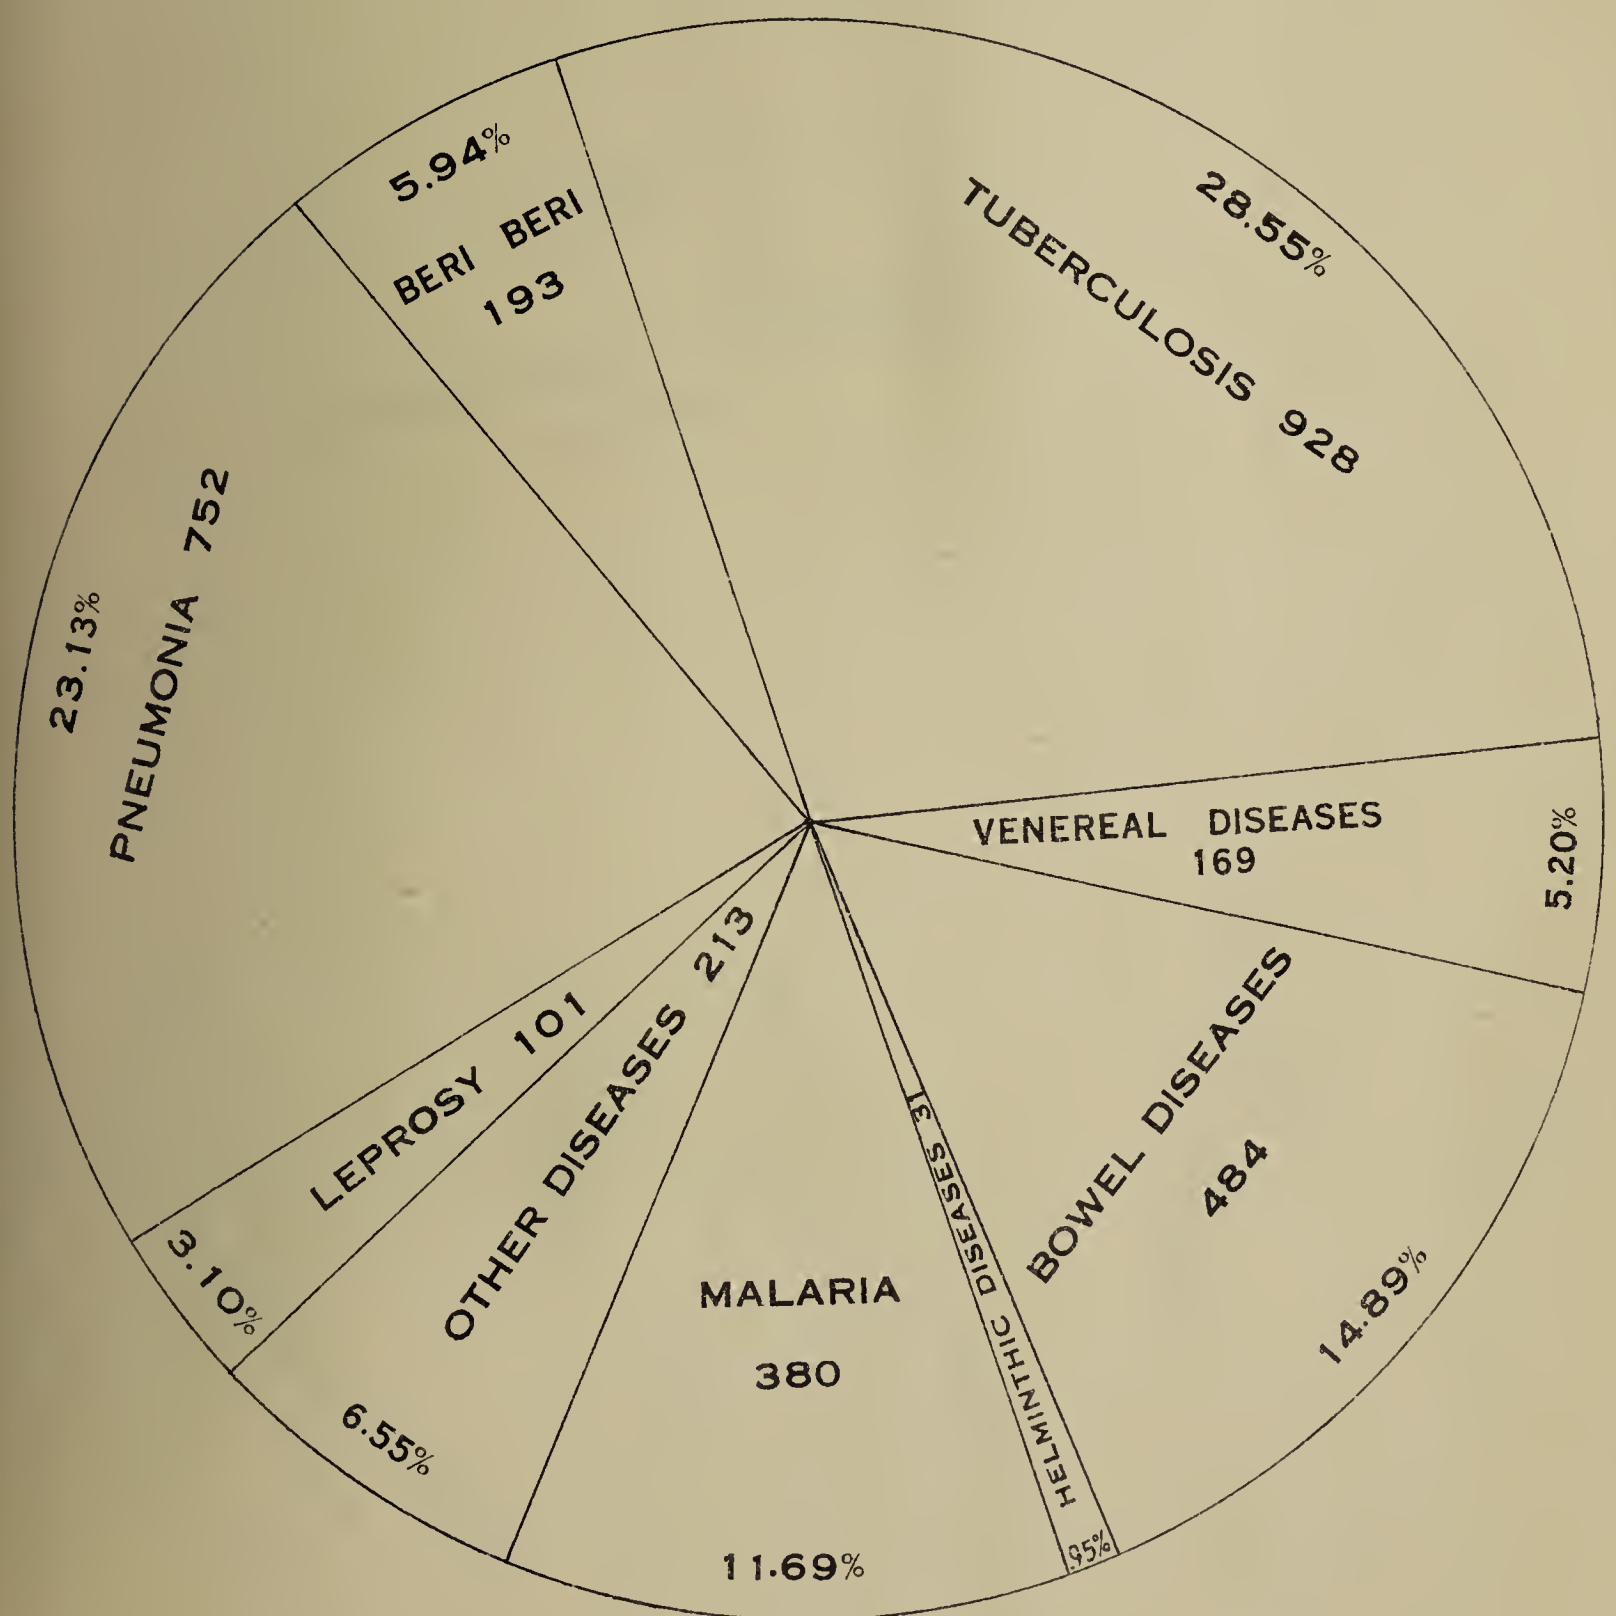 28.55%
TUBERCULOSIS 928
VENEREAL DISEASES
169
5.20%
BOWEL DISEASES
484
14.89%
HELMINTHIC DISEASES 31
.95%
MALARIA
380
11.69%
OTHER DISEASES 213
6.55%
LEPROSY 101
3.10%
PNEUMONIA 752
23.13%
5.94%
BERI BERI
193